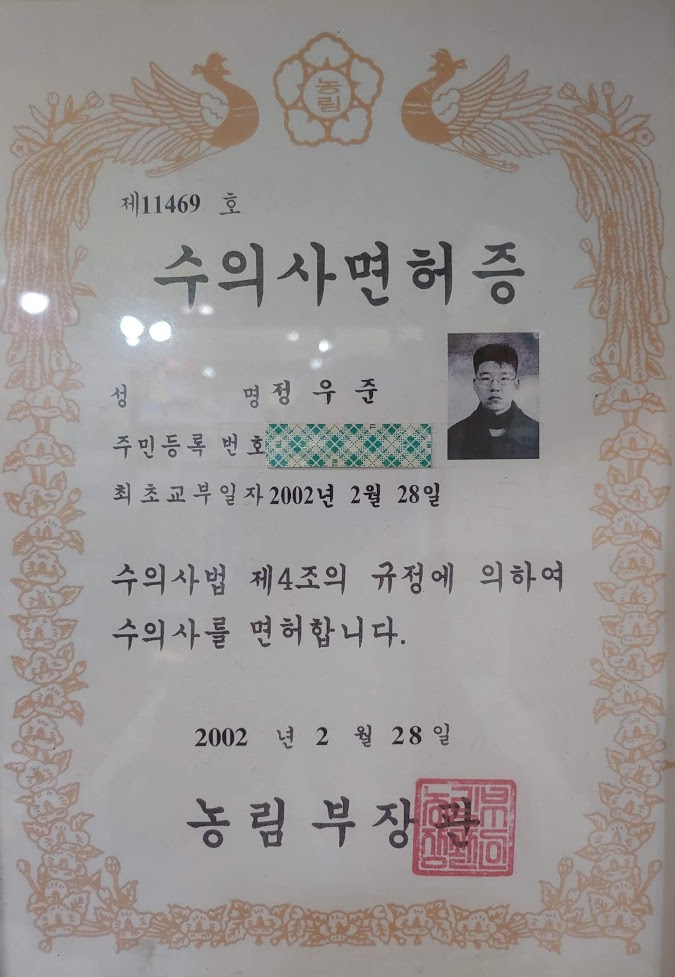 농림
제11469 호
수의사면허증
성 명 정 우 준
주민등록 번호
최초교부일자 2002년 2월 28일
수의사법 제4조의 규정에 의하여
수의사를 면허합니다.
2002 년 2 월 28 일
농림부장관
농림부장관의인